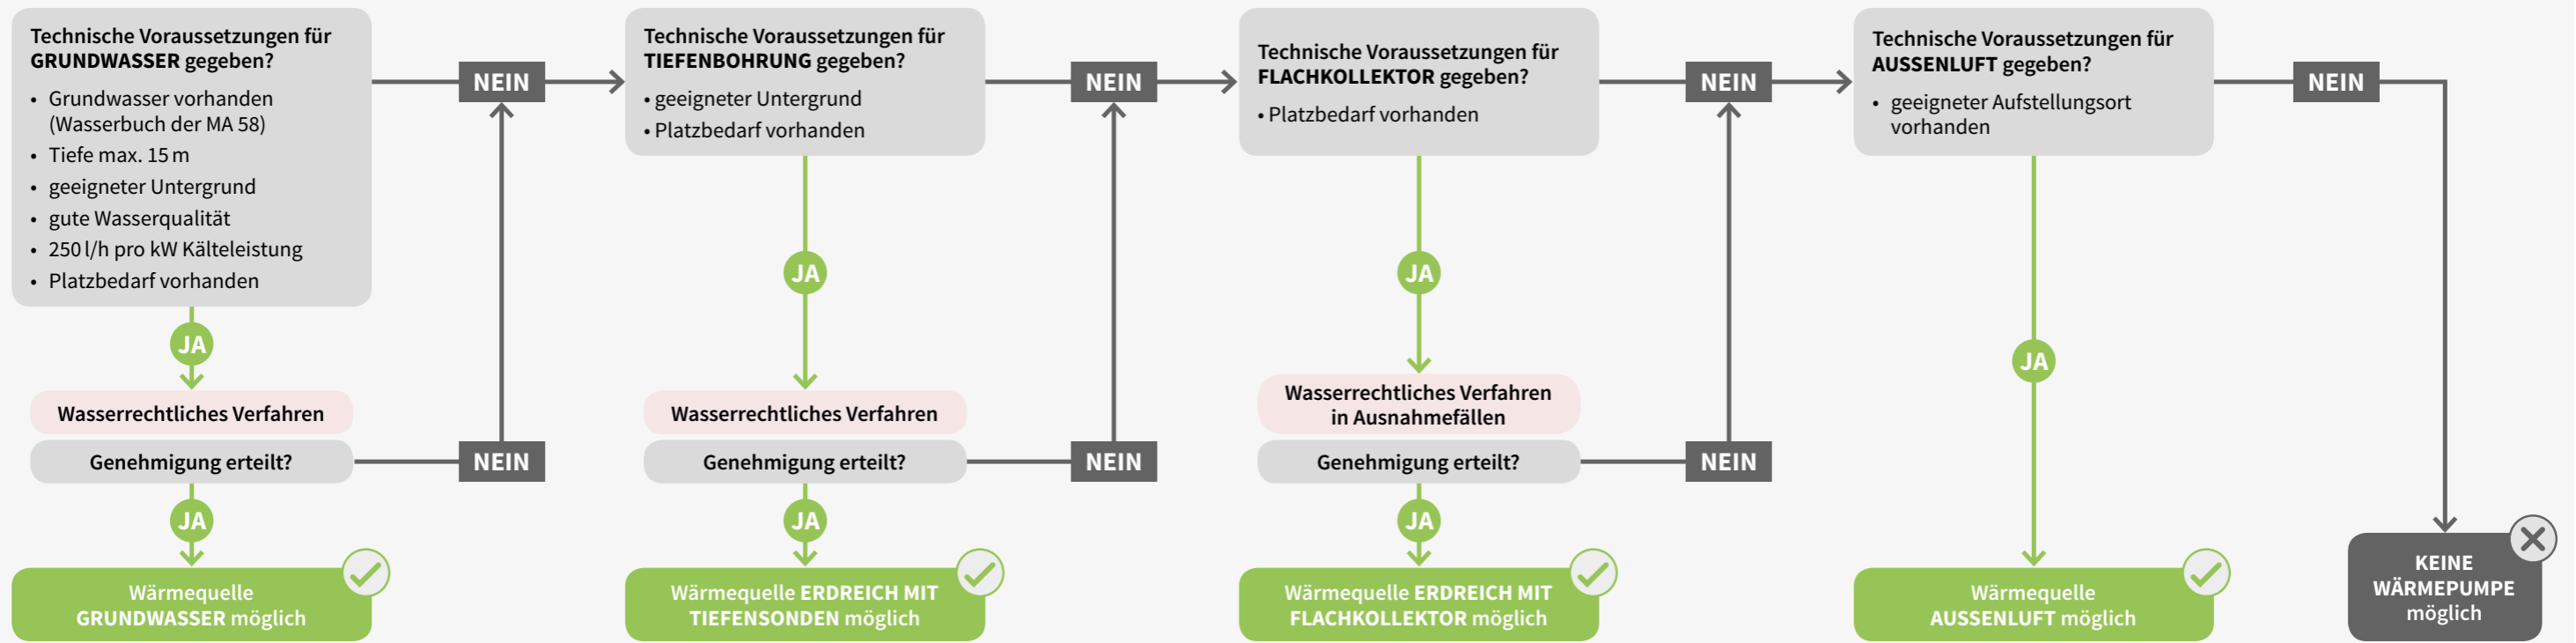 Technische Voraussetzungen für
GRUNDWASSER gegeben?
• Grundwasser vorhanden
(Wasserbuch der MA 58)
• Tiefe max. 15 m
• geeigneter Untergrund
• gute Wasserqualität
• 250 l/h pro kW Kälteleistung
• Platzbedarf vorhanden
JA
Wasserrechtliches Verfahren
Genehmigung erteilt?
JA
Wärmequelle
GRUNDWASSER möglich
NEIN
NEIN
Technische Voraussetzungen für
TIEFENBOHRUNG gegeben?
• geeigneter Untergrund
• Platzbedarf vorhanden
JA
Wasserrechtliches Verfahren
Genehmigung erteilt?
JA
Wärmequelle ERDREICH MIT
TIEFENSONDEN möglich
NEIN
NEIN
Technische Voraussetzungen für
FLACHKOLLEKTOR gegeben?
• Platzbedarf vorhanden
JA
Wasserrechtliches Verfahren
in Ausnahmefällen
Genehmigung erteilt?
JA
Wärmequelle ERDREICH MIT
FLACHKOLLEKTOR möglich
NEIN
NEIN
Technische Voraussetzungen für
AUSSENLUFT gegeben?
• geeigneter Aufstellungsort
vorhanden
JA
Wärmequelle
AUSSENLUFT möglich
NEIN
KEINE
WÄRMEPUMPE
möglich